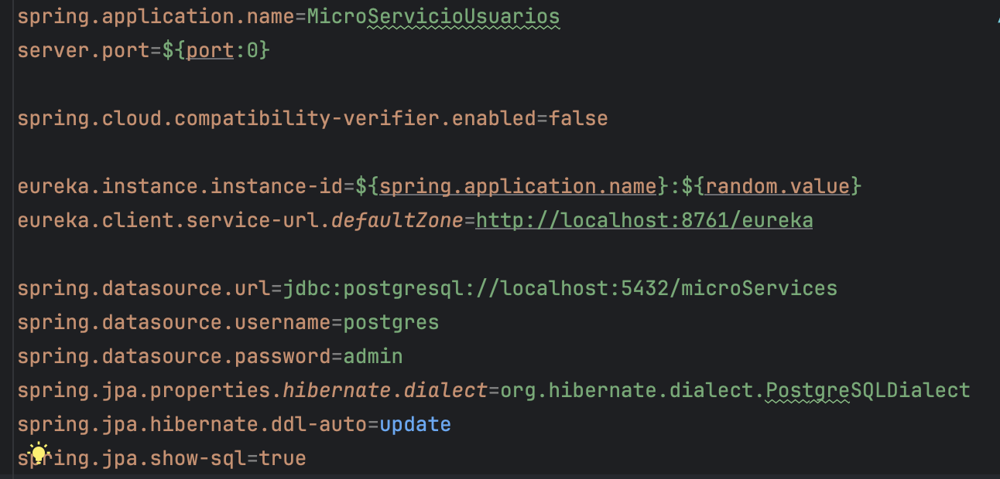 spring.application.name=MicroServicioUsuarios
server.port=${port:0}
spring.cloud.compatibility-verifier.enabled=false
eureka.instance.instance-id=${spring.application.name}:${random.value}
eureka.client.service-url.defaultZone=http://localhost:8761/eureka
spring.datasource.url=jdbc:postgresql://localhost:5432/microServices
spring.datasource.username=postgres
spring.datasource.password=admin
spring.jpa.properties.hibernate.dialect=org.hibernate.dialect.PostgreSQLDialect
spring.jpa.hibernate.ddl-auto=update
spring.jpa.show-sql=true